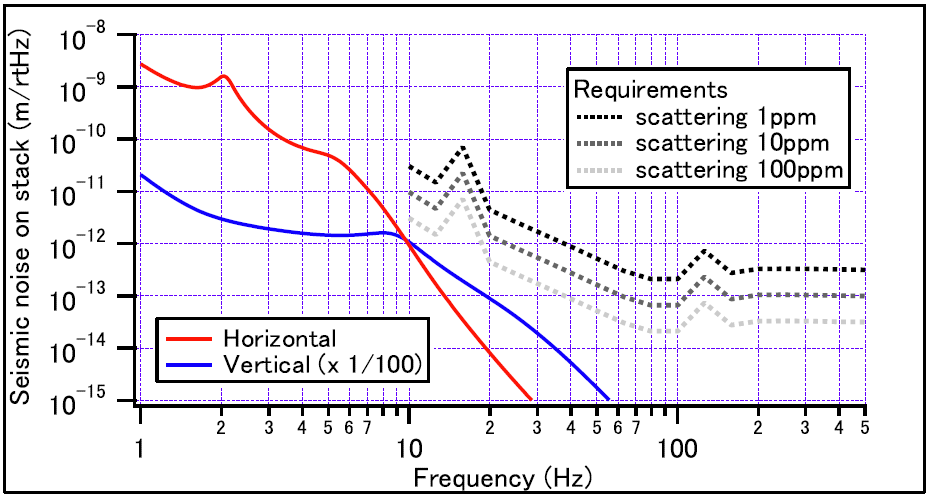 Seismic noise on stack (m/rtHz)
10⁻⁸
10⁻⁹
10⁻¹⁰
10⁻¹¹
10⁻¹²
10⁻¹³
10⁻¹⁴
10⁻¹⁵
Requirements
scattering 1ppm
scattering 10ppm
scattering 100ppm
Horizontal
Vertical (x 1/100)
1 2 3 4 5 6 7 10 2 3 4 5 6 7 100 2 3 4 5
Frequency (Hz)